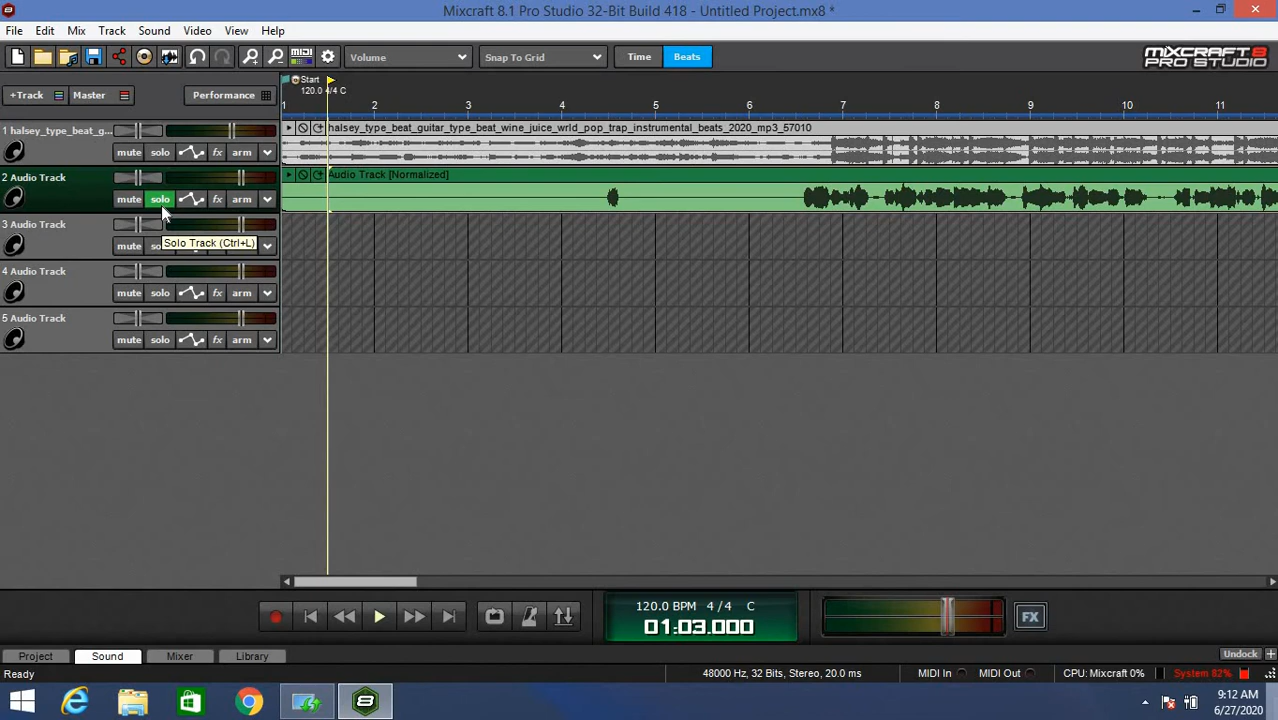 Mixcraft 8.1 Pro Studio 32-Bit Build 418 - Untitled Project.mx8 *
File Edit Mix Track Sound Video View Help
MIDI Volume Snap To Grid Time Beats MIXCRAFT 8
PRO STUDIO
+Track Master Performance
Start
120.0 4/4 C
1 2 3 4 5 6 7 8 9 10 11
1 halsey_type_beat_g...
halsey_type_beat_guitar_type_beat_wine_juice_wrld_pop_trap_instrumental_beats_2020_mp3_57010
mute solo fx arm
2 Audio Track
Audio Track [Normalized]
mute solo fx arm
3 Audio Track
mute so
Solo Track (Ctrl+L)
4 Audio Track
mute solo fx arm
5 Audio Track
mute solo fx arm
120.0 BPM 4/4 C
01:03.000
FX
Project Sound Mixer Library Undock
Ready 48000 Hz, 32 Bits, Stereo, 20.0 ms MIDI In MIDI Out CPU: Mixcraft 0% System 82%
9:12 AM
6/27/2020